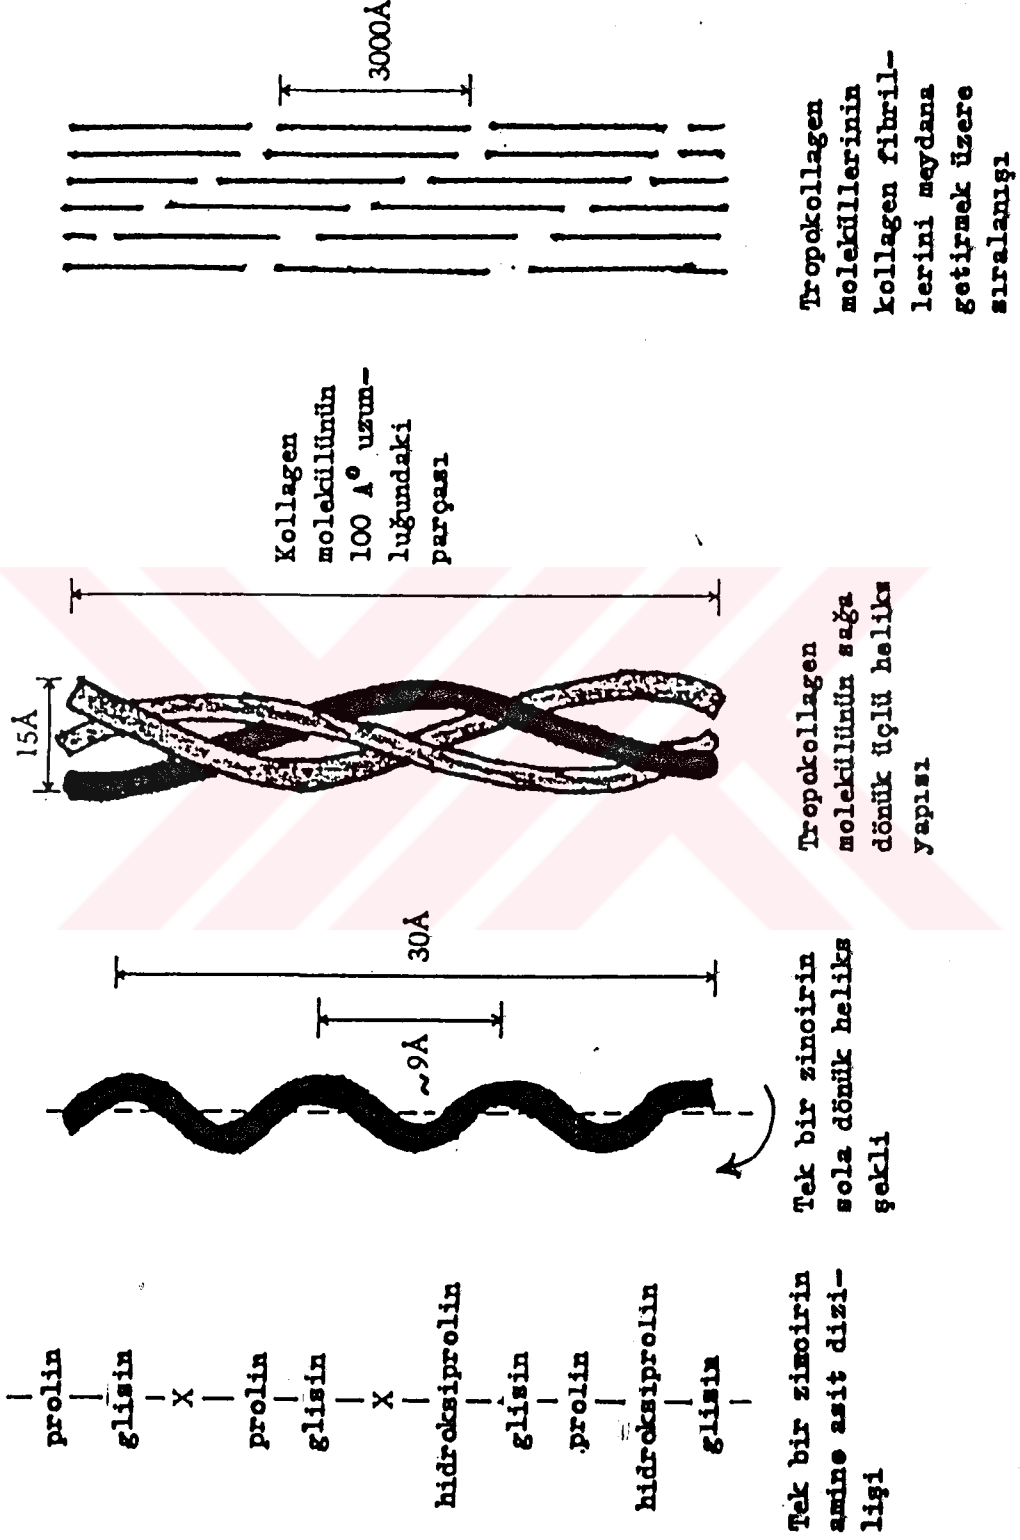 prolin
glisin
X
prolin
glisin
X
hidroksiprolin
glisin
prolin
hidroksiprolin
glisin
Tek bir zincirin
amine asit dizi-
lişi
~9Å
30Å
Tek bir zincirin
sola dönük heliks
şekli
15Å
Tropokollagen
molekülünün sağa
dönük üçlü heliks
yapısı
Kollagen
molekülünün
100 A° uzun-
luğundaki
parçası
3000Å
Tropokollagen
moleküllerinin
kollagen fibril-
lerini meydana
getirmek üzere
sıralanışı